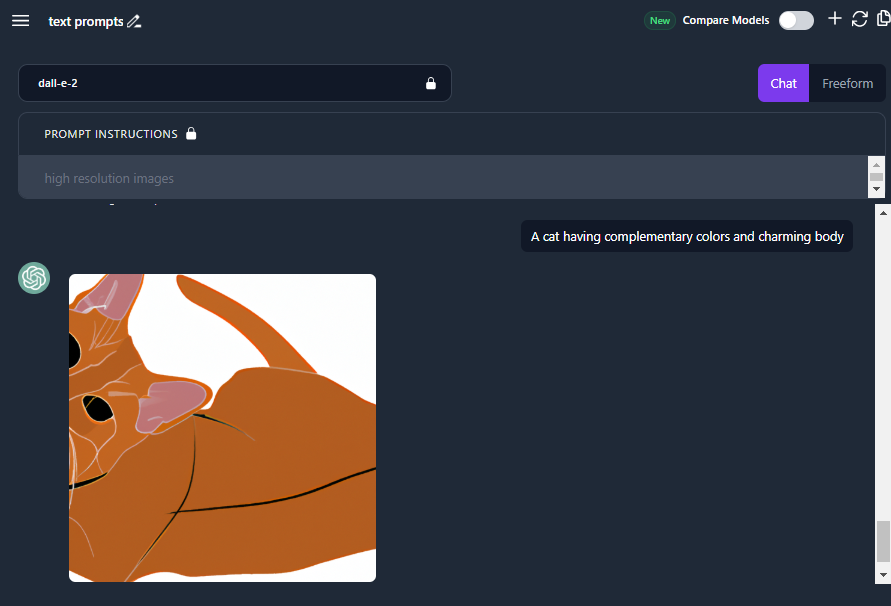 text prompts
New
Compare Models
dall-e-2
Chat
Freeform
PROMPT INSTRUCTIONS
high resolution images
A cat having complementary colors and charming body